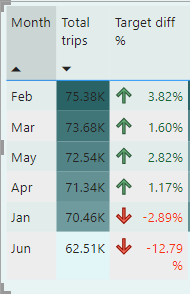 Month Total trips Target diff %
Feb 75.38K 3.82%
Mar 73.68K 1.60%
May 72.54K 2.82%
Apr 71.34K 1.17%
Jan 70.46K -2.89%
Jun 62.51K -12.79 %